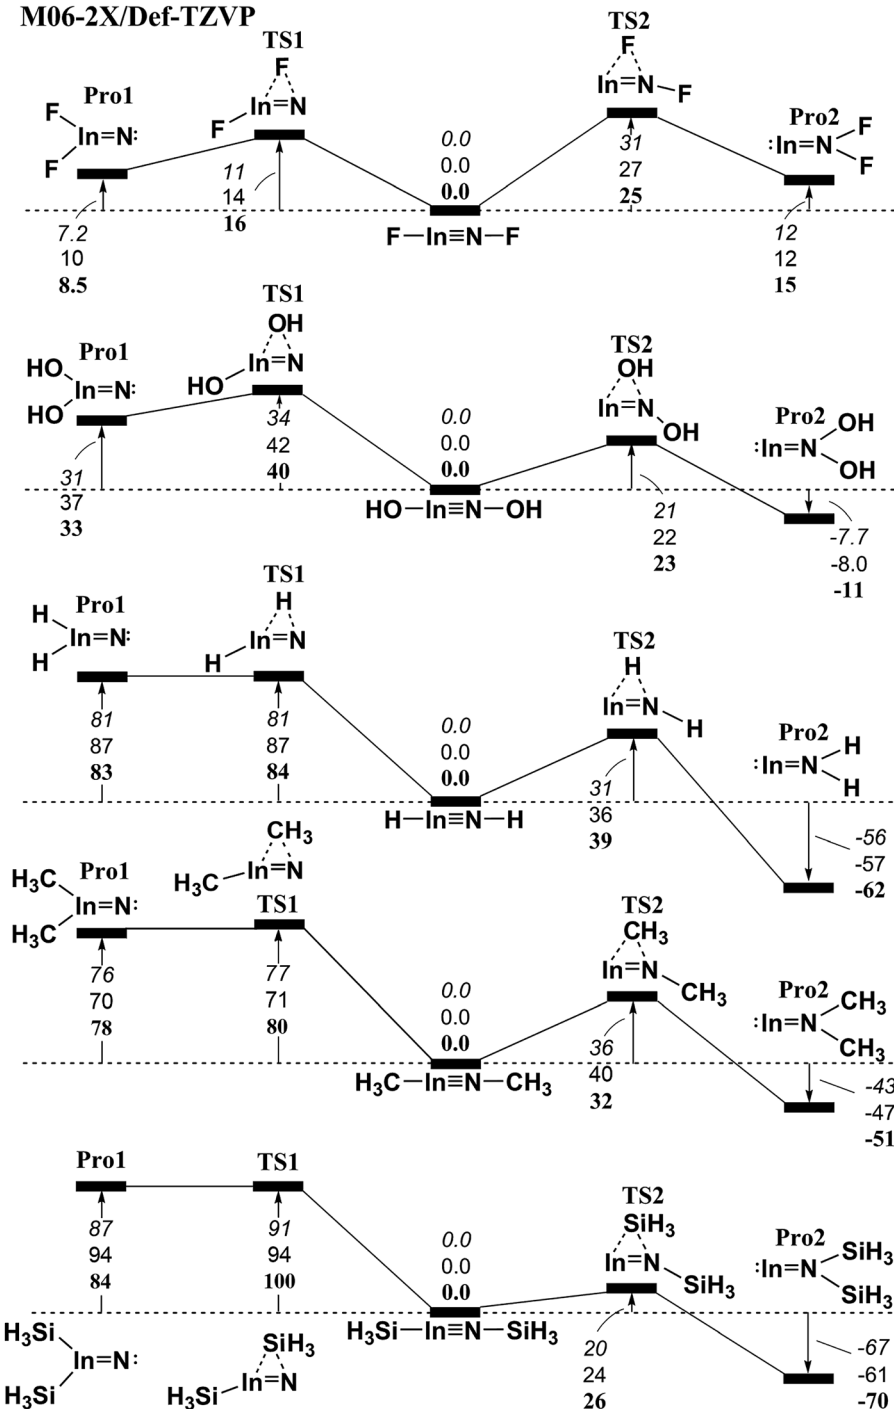 M06-2X/Def-TZVP
TS1
TS2
F
F
Pro1
In=N
In=N
F
F
F
In=N:
F
Pro2
:In=N
F
F
0.0
0.0
0.0
11
14
16
31
27
25
7.2
10
8.5
12
12
15
F—In≡N—F
TS1
OH
Pro1
In=N
HO
HO
In=N:
HO
TS2
OH
In=N
OH
Pro2
:In=N
OH
OH
34
42
40
0.0
0.0
0.0
31
37
33
HO—In≡N—OH
21
22
23
-7.7
-8.0
-11
TS1
H
Pro1
H
In=N:
H
In=N
H
TS2
H
In=N
H
Pro2
:In=N
H
H
81
87
83
81
87
84
0.0
0.0
0.0
31
36
39
H—In≡N—H
-56
-57
-62
CH3
In=N
H3C
Pro1
H3C
In=N:
H3C
TS1
TS2
CH3
In=N
CH3
Pro2
:In=N
CH3
CH3
76
70
78
77
71
80
0.0
0.0
0.0
36
40
32
H3C—In≡N—CH3
-43
-47
-51
Pro1
TS1
TS2
SiH3
In=N
SiH3
Pro2
:In=N
SiH3
SiH3
87
94
84
91
94
100
0.0
0.0
0.0
H3Si—In≡N—SiH3
20
24
26
-67
-61
-70
H3Si
In=N:
H3Si
SiH3
In=N
H3Si